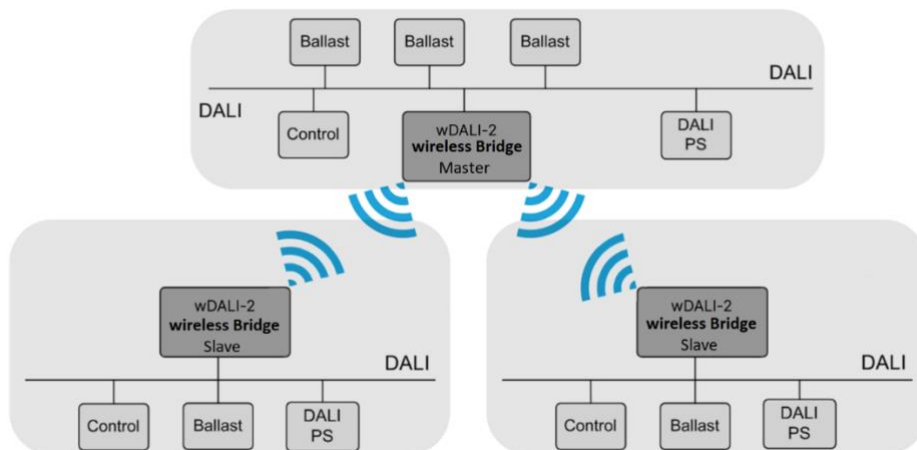 Ballast
Ballast
Ballast
DALI
DALI
Control
wDALI-2
wireless Bridge
Master
DALI
PS
wDALI-2
wireless Bridge
Slave
DALI
Control
Ballast
DALI
PS
wDALI-2
wireless Bridge
Slave
DALI
Control
Ballast
DALI
PS